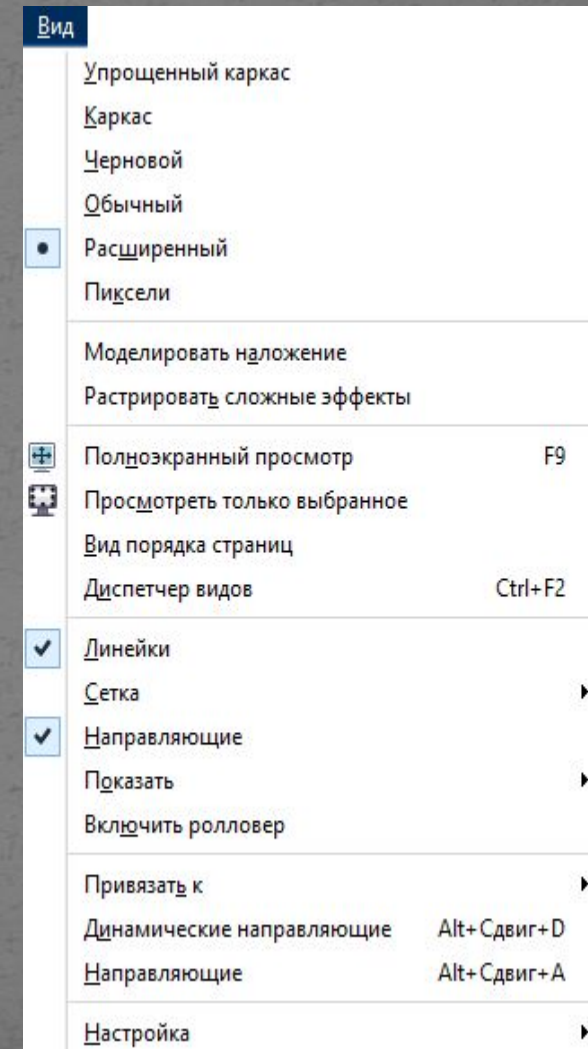 Вид
Упрощенный каркас
Каркас
Черновой
Обычный
Расширенный
Пиксели
Моделировать наложение
Растрировать сложные эффекты
Полноэкранный просмотр F9
Просмотреть только выбранное
Вид порядка страниц
Диспетчер видов Ctrl+F2
Линейки
Сетка
Направляющие
Показать
Включить ролловер
Привязать к
Динамические направляющие Alt+Сдвиг+D
Направляющие Alt+Сдвиг+A
Настройка